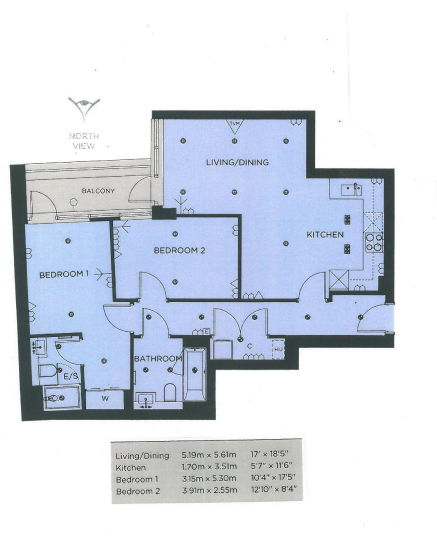 NORTH
VIEW
TVM
LIVING/DINING
BALCONY
KITCHEN
BEDROOM 2
BEDROOM 1
E
BATHROOM
C
HIU
E/S
W
Living/Dining 5.19m x 5.61m 17' x 18'5"
Kitchen 1.70m x 3.51m 5'7" x 11'6"
Bedroom 1 3.15m x 5.30m 10'4" x 17'5"
Bedroom 2 3.91m x 2.55m 12'10" x 8'4"